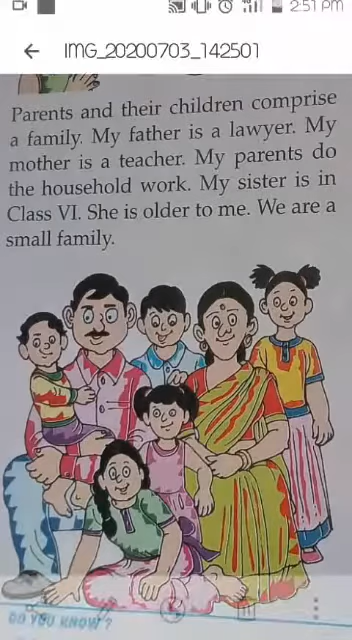 2:51 PM
IMG_20200703_142501
Parents and their children comprise
a family. My father is a lawyer. My
mother is a teacher. My parents do
the household work. My sister is in
Class VI. She is older to me. We are a
small family.
DO YOU KNOW?